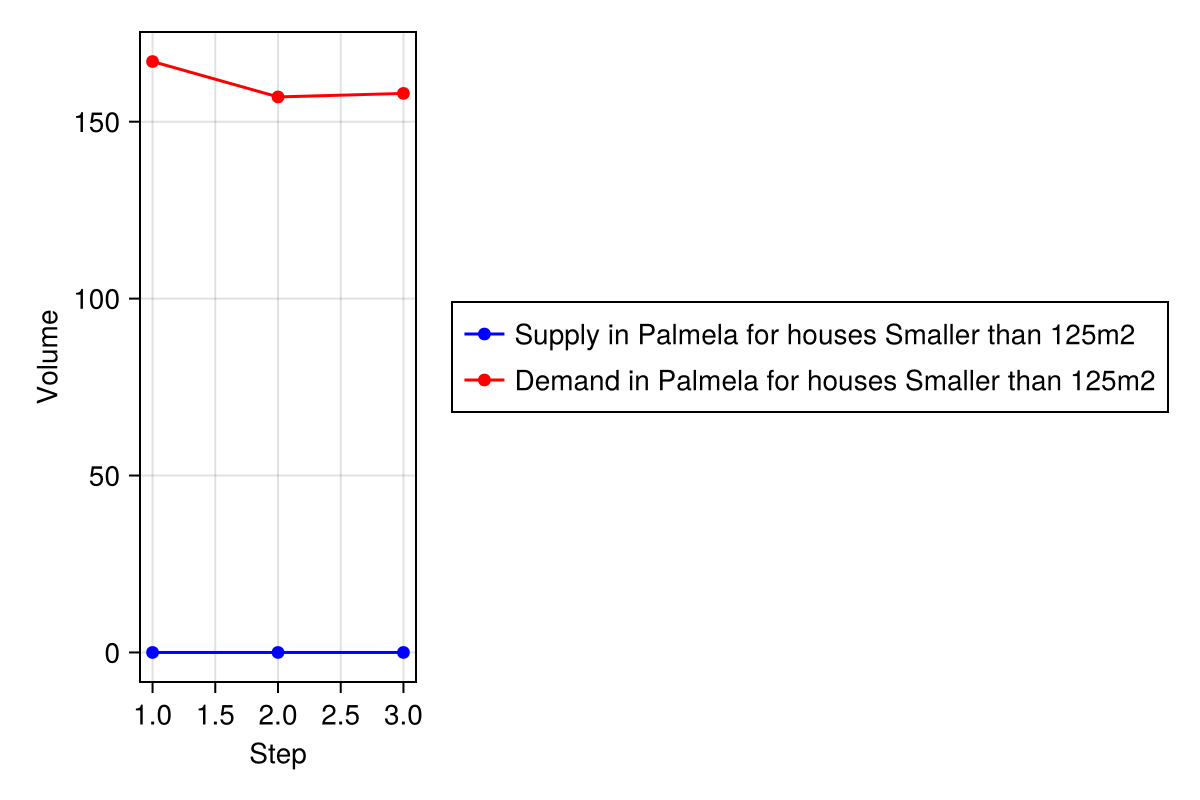 150
100
50
0
Volume
1.0 1.5 2.0 2.5 3.0
Step
Supply in Palmela for houses Smaller than 125m2
Demand in Palmela for houses Smaller than 125m2